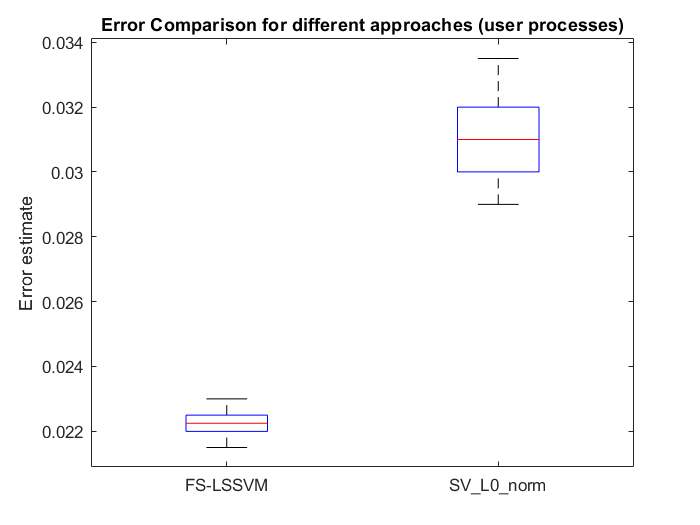 Error Comparison for different approaches (user processes)
0.034
0.032
0.03
0.028
0.026
0.024
0.022
Error estimate
FS-LSSVM
SV_L0_norm